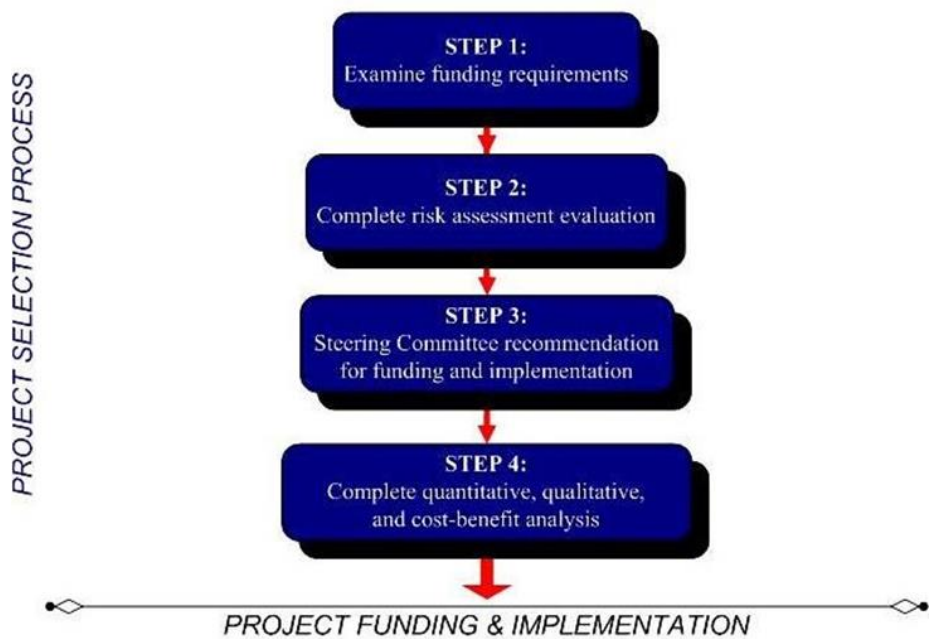 PROJECT SELECTION PROCESS
STEP 1:
Examine funding requirements
STEP 2:
Complete risk assessment evaluation
STEP 3:
Steering Committee recommendation
for funding and implementation
STEP 4:
Complete quantitative, qualitative,
and cost-benefit analysis
PROJECT FUNDING & IMPLEMENTATION